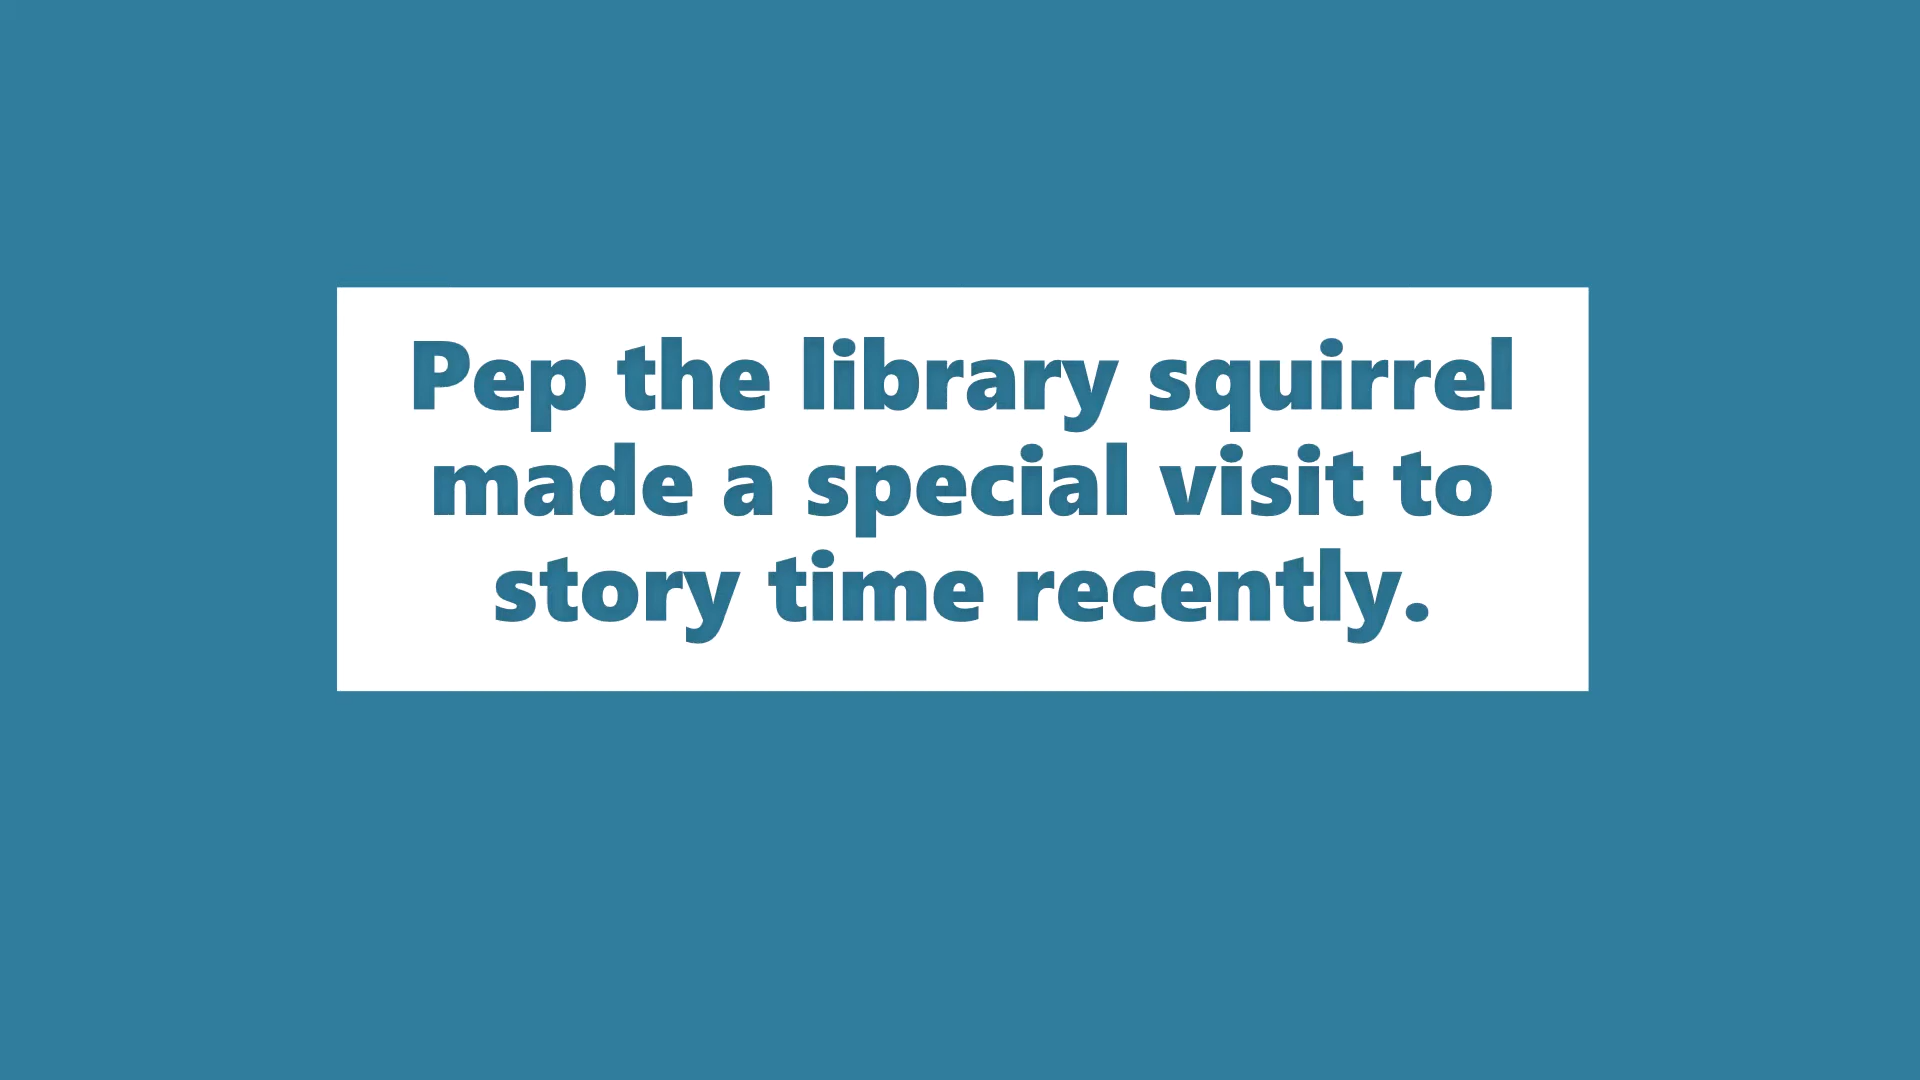 Pep the library squirrel
made a special visit to
story time recently.